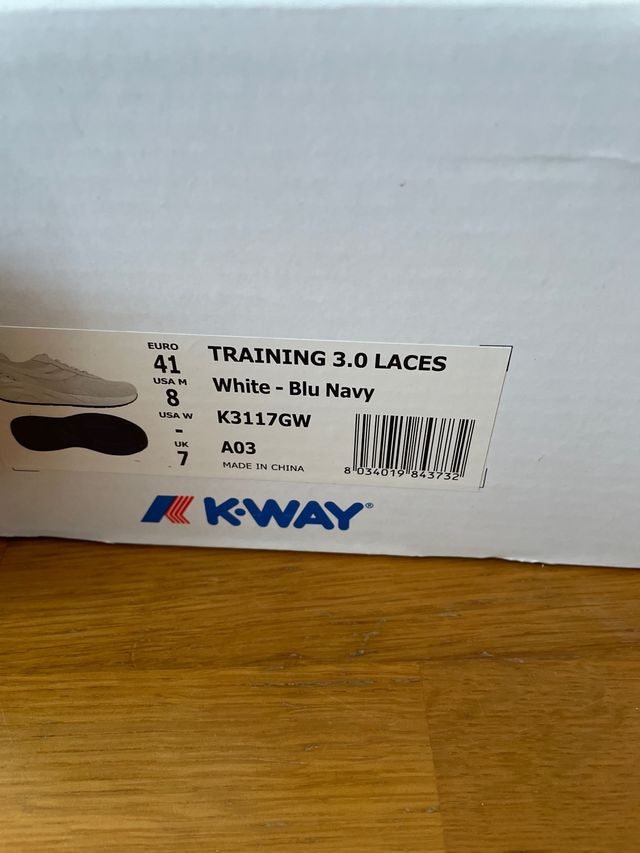 EURO
41
USA M
8
USA W
-
UK
7
TRAINING 3.0 LACES
White - Blu Navy
K3117GW
A03
MADE IN CHINA
8 034019 843732
K·WAY®